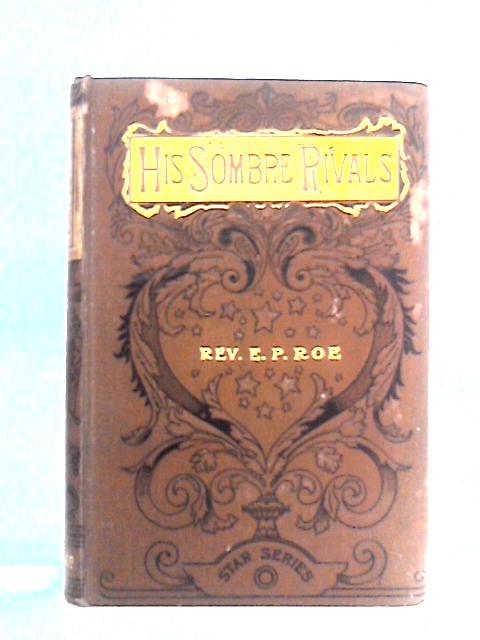 HIS SOMBRE RIVALS
REV. E. P. ROE
STAR SERIES